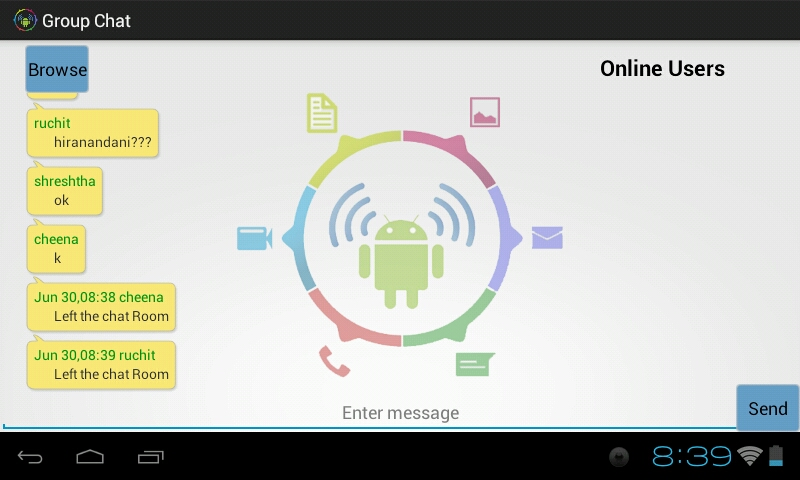 Group Chat
Browse
Online Users
ruchit
hiranandani???
shreshtha
ok
cheena
k
Jun 30,08:38 cheena
Left the chat Room
Jun 30,08:39 ruchit
Left the chat Room
Enter message
Send
8:39